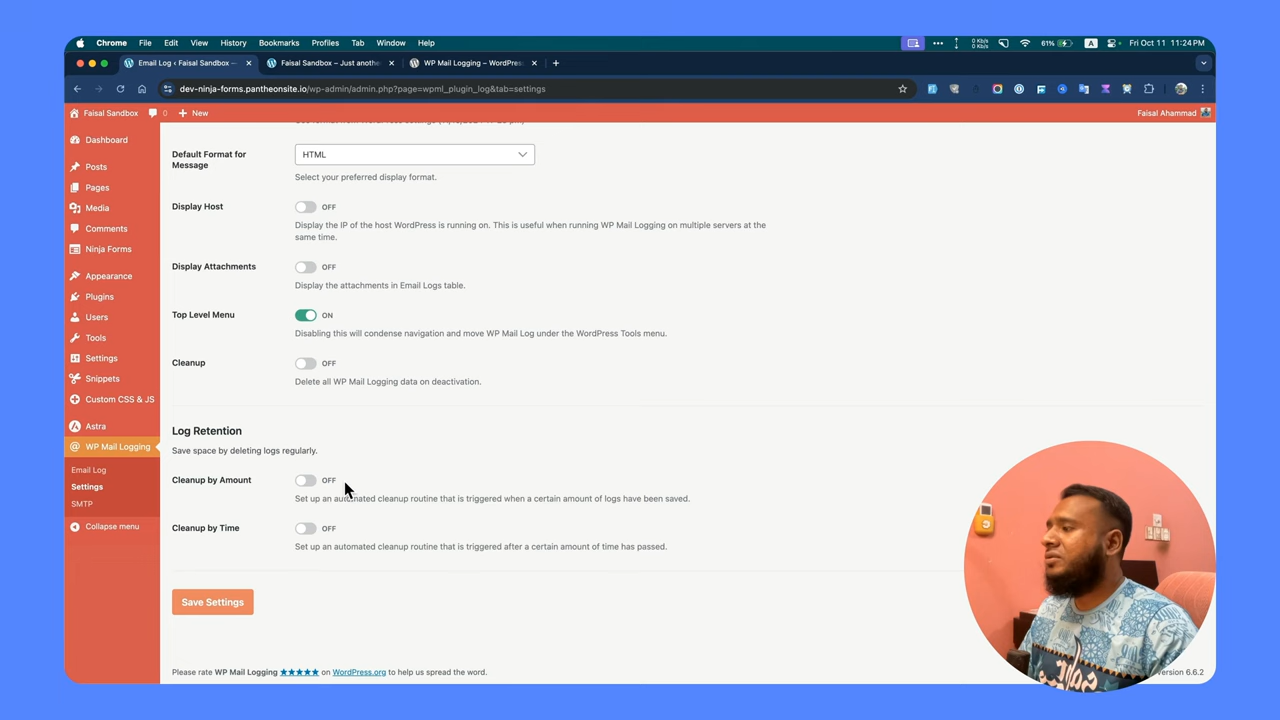 Chrome File Edit View History Bookmarks Profiles Tab Window Help
0 Kb/s
0 Kb/s
61%
A
Fri Oct 11 11:24 PM
Email Log ‹ Faisal Sandbox —
Faisal Sandbox – Just anothe
WP Mail Logging – WordPres
dev-ninja-forms.pantheonsite.io/wp-admin/admin.php?page=wpml_plugin_log&tab=settings
Faisal Sandbox 0 New
Faisal Ahammad
Dashboard
Posts
Pages
Media
Comments
Ninja Forms
Appearance
Plugins
Users
Tools
Settings
Snippets
Custom CSS & JS
Astra
WP Mail Logging
Email Log
Settings
SMTP
Collapse menu
Default Format for
Message
HTML
Select your preferred display format.
Display Host
OFF
Display the IP of the host WordPress is running on. This is useful when running WP Mail Logging on multiple servers at the
same time.
Display Attachments
OFF
Display the attachments in Email Logs table.
Top Level Menu
ON
Disabling this will condense navigation and move WP Mail Log under the WordPress Tools menu.
Cleanup
OFF
Delete all WP Mail Logging data on deactivation.
Log Retention
Save space by deleting logs regularly.
Cleanup by Amount
OFF
Set up an automated cleanup routine that is triggered when a certain amount of logs have been saved.
Cleanup by Time
OFF
Set up an automated cleanup routine that is triggered after a certain amount of time has passed.
Save Settings
Please rate WP Mail Logging ★★★★★ on WordPress.org to help us spread the word.
Version 6.6.2